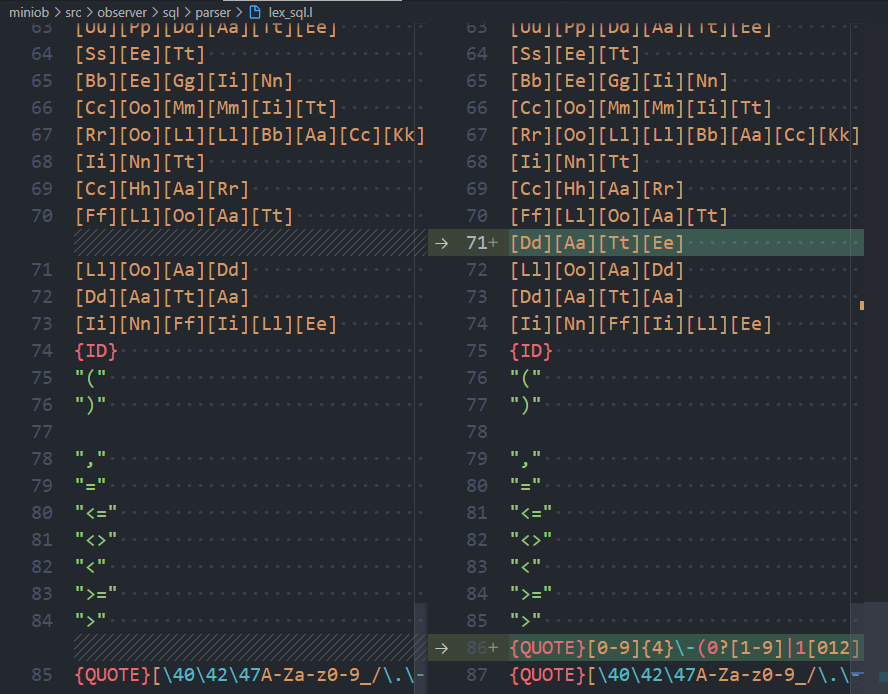 miniob > src > observer > sql > parser > lex_sql.l
63 [Uu][Pp][Dd][Aa][Tt][Ee]
64 [Ss][Ee][Tt]
65 [Bb][Ee][Gg][Ii][Nn]
66 [Cc][Oo][Mm][Mm][Ii][Tt]
67 [Rr][Oo][Ll][Ll][Bb][Aa][Cc][Kk]
68 [Ii][Nn][Tt]
69 [Cc][Hh][Aa][Rr]
70 [Ff][Ll][Oo][Aa][Tt]
71 [Ll][Oo][Aa][Dd]
72 [Dd][Aa][Tt][Aa]
73 [Ii][Nn][Ff][Ii][Ll][Ee]
74 {ID}
75 "("
76 ")"
77
78 ","
79 "="
80 "<="
81 "<>"
82 "<"
83 ">="
84 ">"
85 {QUOTE}[\40\42\47A-Za-z0-9_/\.\-
63 [Uu][Pp][Dd][Aa][Tt][Ee]
64 [Ss][Ee][Tt]
65 [Bb][Ee][Gg][Ii][Nn]
66 [Cc][Oo][Mm][Mm][Ii][Tt]
67 [Rr][Oo][Ll][Ll][Bb][Aa][Cc][Kk]
68 [Ii][Nn][Tt]
69 [Cc][Hh][Aa][Rr]
70 [Ff][Ll][Oo][Aa][Tt]
→ 71+ [Dd][Aa][Tt][Ee]
72 [Ll][Oo][Aa][Dd]
73 [Dd][Aa][Tt][Aa]
74 [Ii][Nn][Ff][Ii][Ll][Ee]
75 {ID}
76 "("
77 ")"
78
79 ","
80 "="
81 "<="
82 "<>"
83 "<"
84 ">="
85 ">"
→ 86+ {QUOTE}[0-9]{4}\-(0?[1-9]|1[012]
87 {QUOTE}[\40\42\47A-Za-z0-9_/\.\-